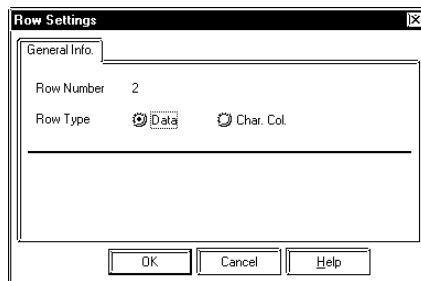 Row Settings
General Info.
Row Number 2
Row Type Data Char. Col.
OK Cancel Help